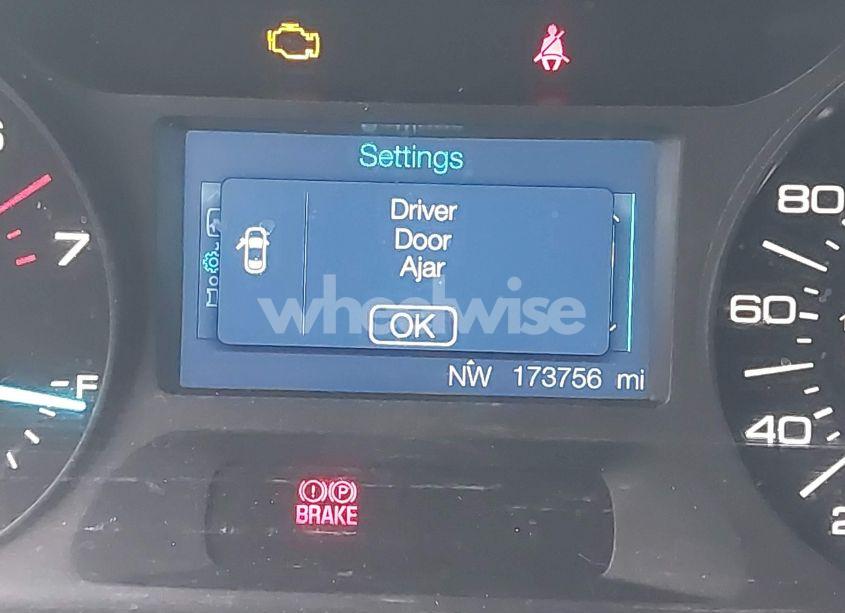 Settings
Driver
Door
Ajar
wheelwise
OK
NW 173756 mi
7
F
80
60
40
BRAKE
P